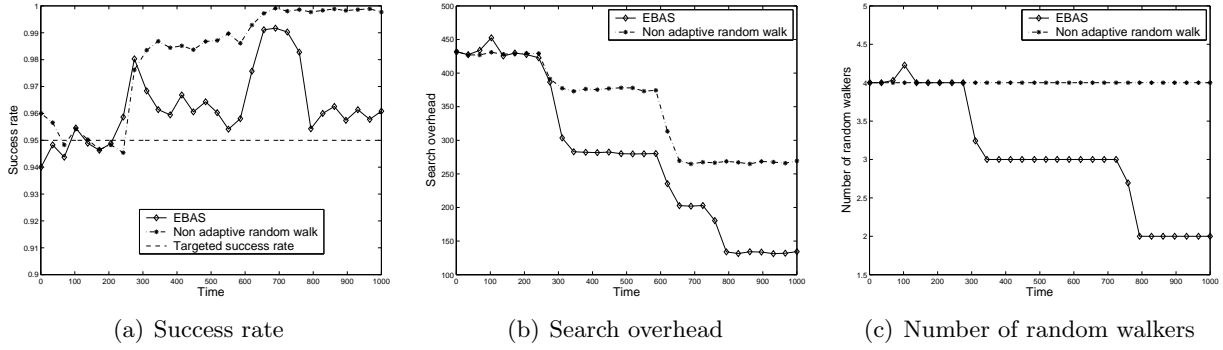 1
0.99
0.98
0.97
0.96
0.95
0.94
0.93
0.92
0.91
0.9
Success rate
EBAS
Non adaptive random walk
Targeted success rate
0 100 200 300 400 500 600 700 800 900 1000
Time
(a) Success rate
500
450
400
350
300
250
200
150
100
Search overhead
EBAS
Non adaptive random walk
0 100 200 300 400 500 600 700 800 900 1000
Time
(b) Search overhead
5
4.5
4
3.5
3
2.5
2
1.5
Number of random walkers
EBAS
Non adaptive random walk
0 100 200 300 400 500 600 700 800 900 1000
Time
(c) Number of random walkers